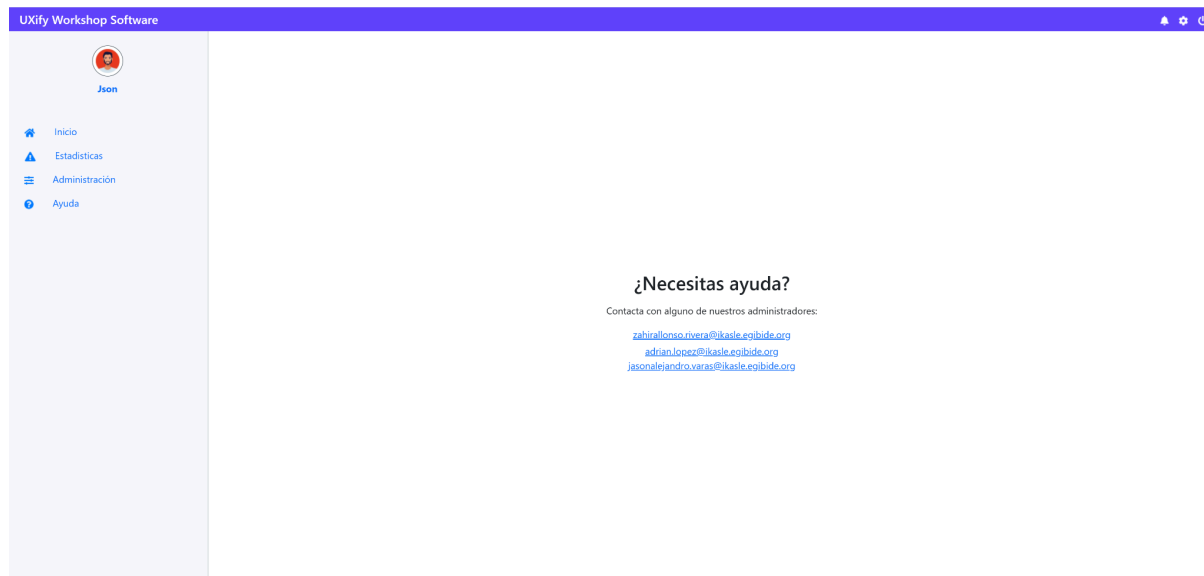 UXify Workshop Software
Json
Inicio
Estadisticas
Administración
Ayuda
¿Necesitas ayuda?
Contacta con alguno de nuestros administradores:
zahirallonso.rivera@ikasle.egibide.org
adrian.lopez@ikasle.egibide.org
jasonalejandro.varas@ikasle.egibide.org